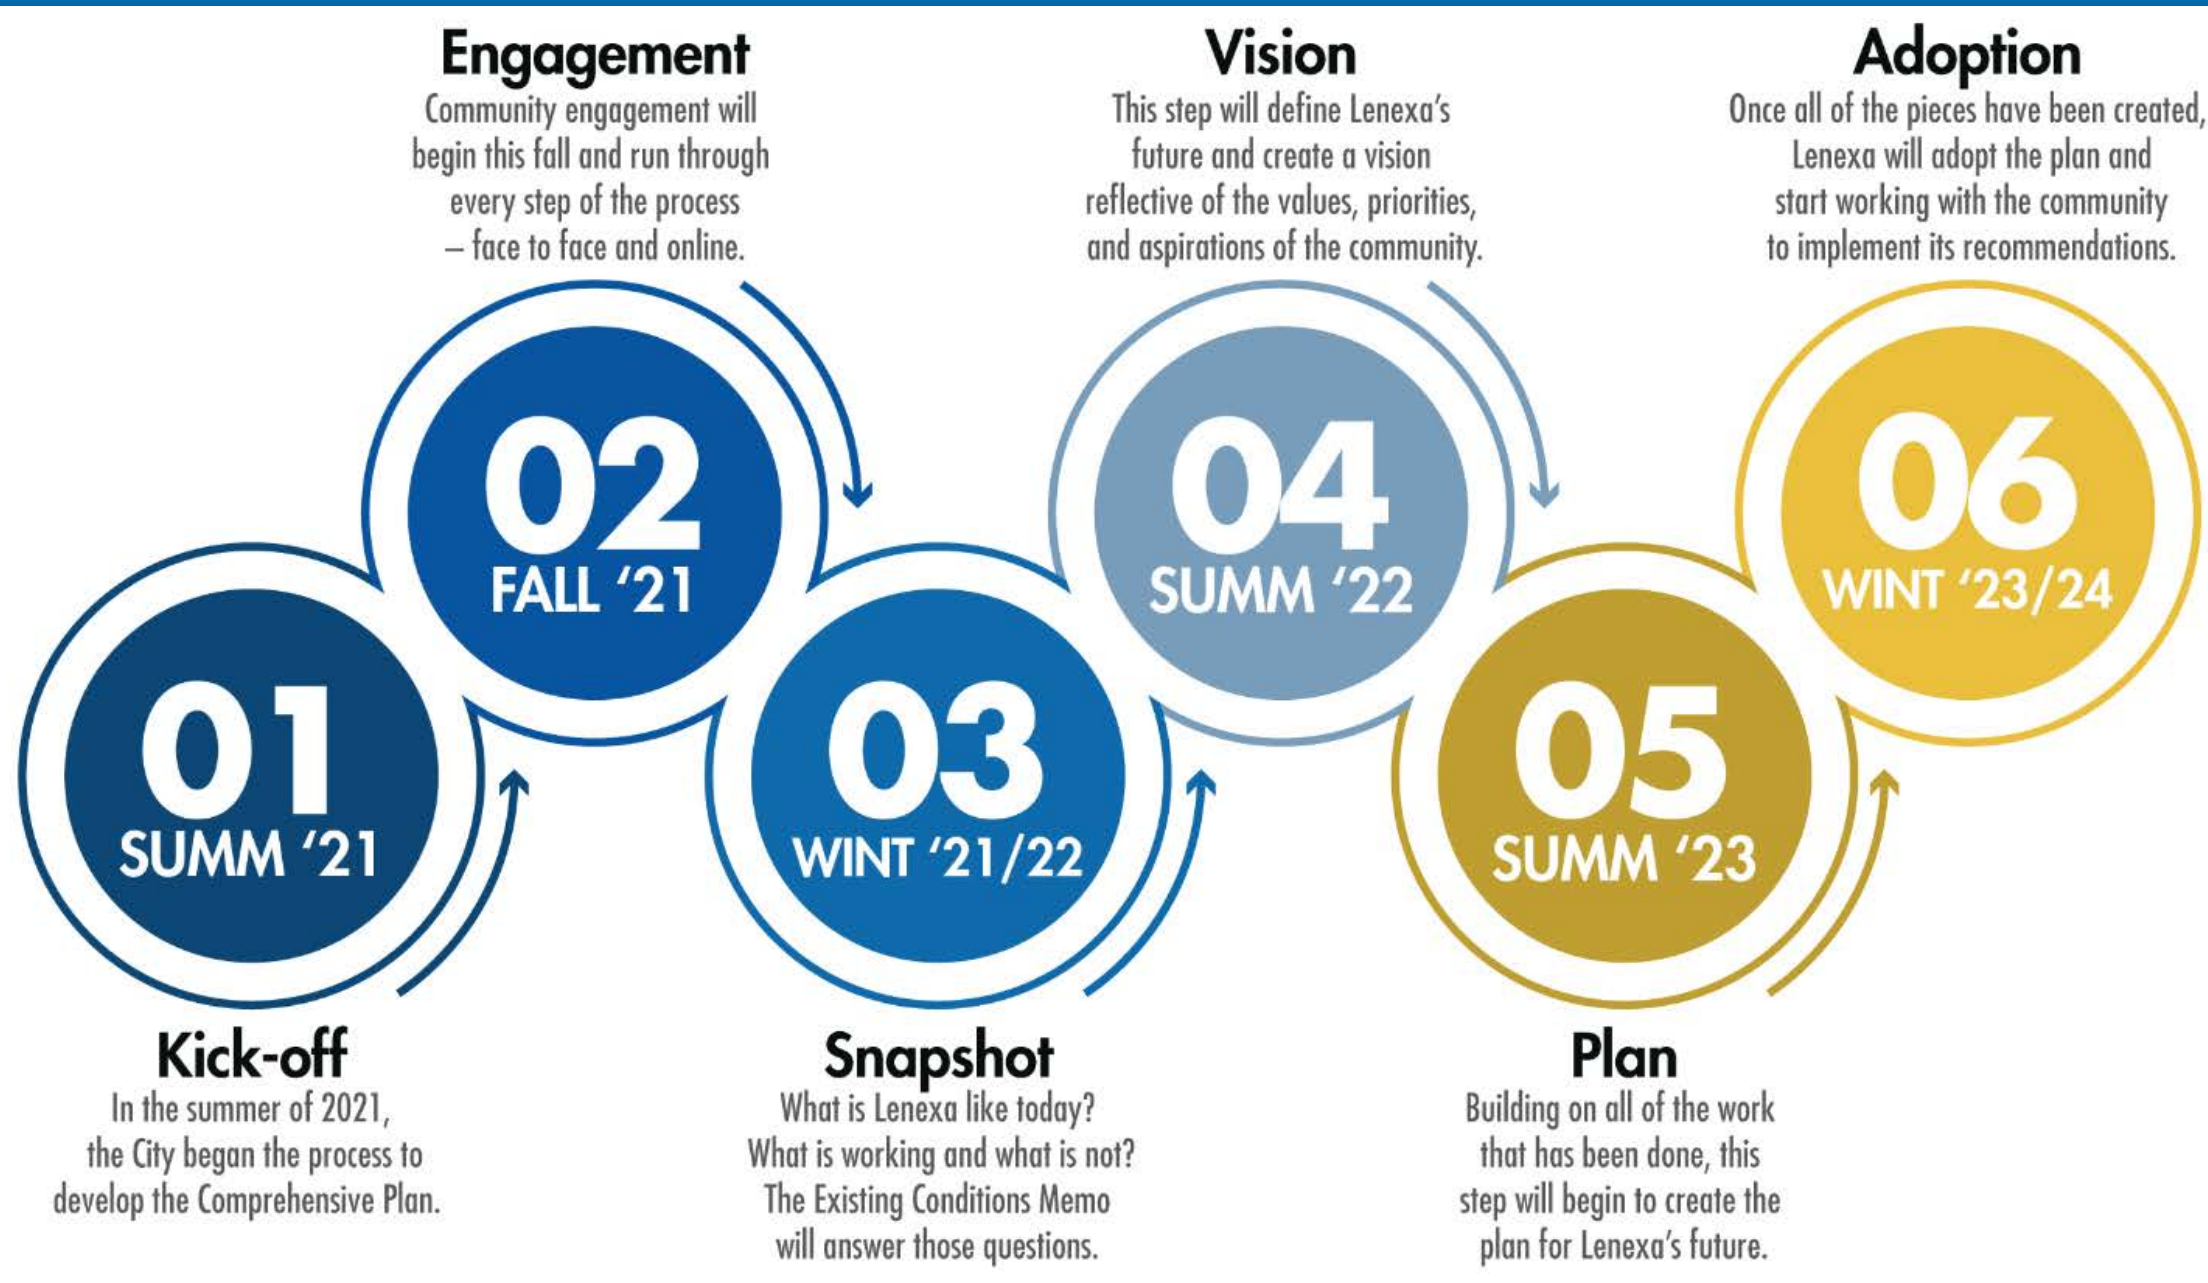 01
SUMM ‘21
Kick-off
In the summer of 2021,
the City began the process to
develop the Comprehensive Plan.
Engagement
Community engagement will
begin this fall and run through
every step of the process
– face to face and online.
02
FALL ‘21
03
WINT ‘21/22
Snapshot
What is Lenexa like today?
What is working and what is not?
The Existing Conditions Memo
will answer those questions.
Vision
This step will define Lenexa’s
future and create a vision
reflective of the values, priorities,
and aspirations of the community.
04
SUMM ‘22
05
SUMM ‘23
Plan
Building on all of the work
that has been done, this
step will begin to create the
plan for Lenexa’s future.
Adoption
Once all of the pieces have been created,
Lenexa will adopt the plan and
start working with the community
to implement its recommendations.
06
WINT ‘23/24